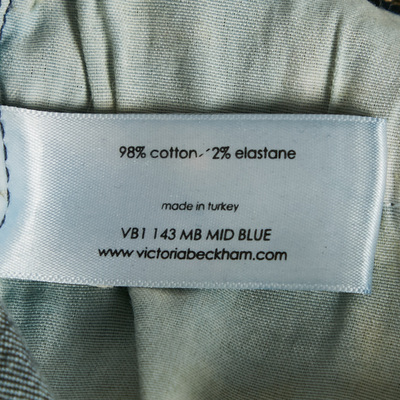 98% cotton, 2% elastane
made in turkey
VB1 143 MB MID BLUE
www.victoriabeckham.com